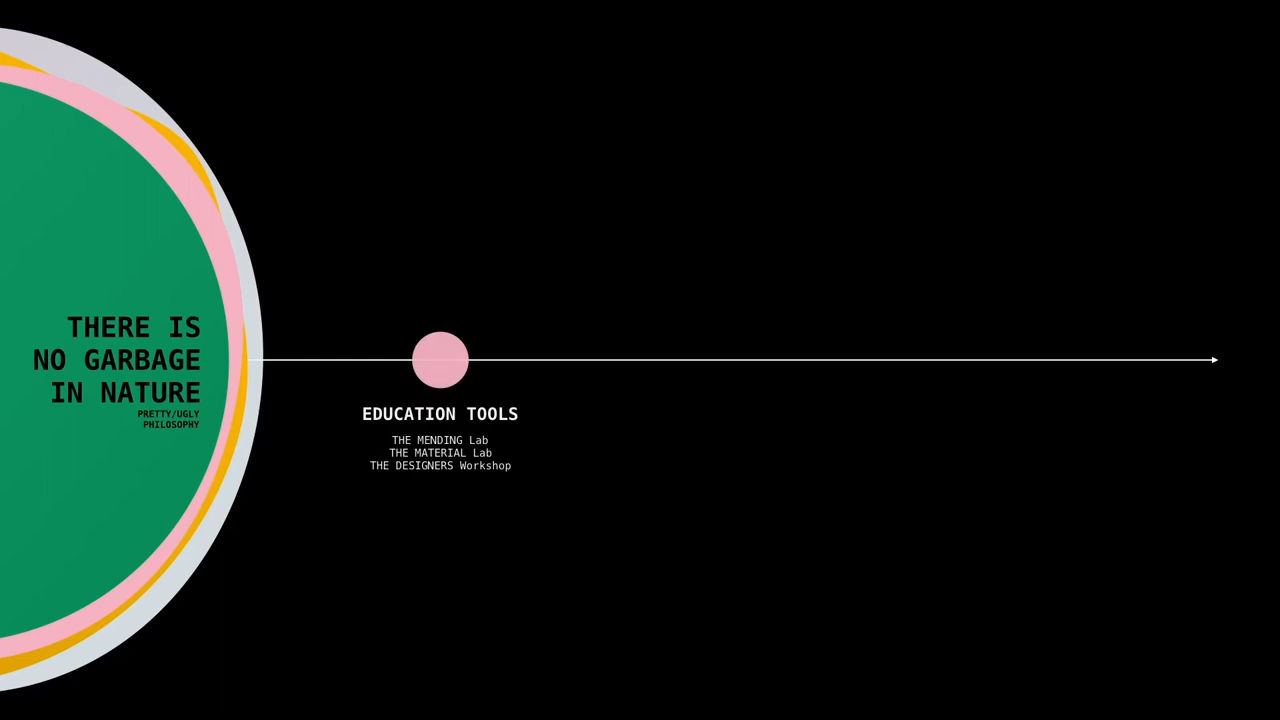 THERE IS
NO GARBAGE
IN NATURE
PRETTY/UGLY
PHILOSOPHY
EDUCATION TOOLS
THE MENDING Lab
THE MATERIAL Lab
THE DESIGNERS Workshop